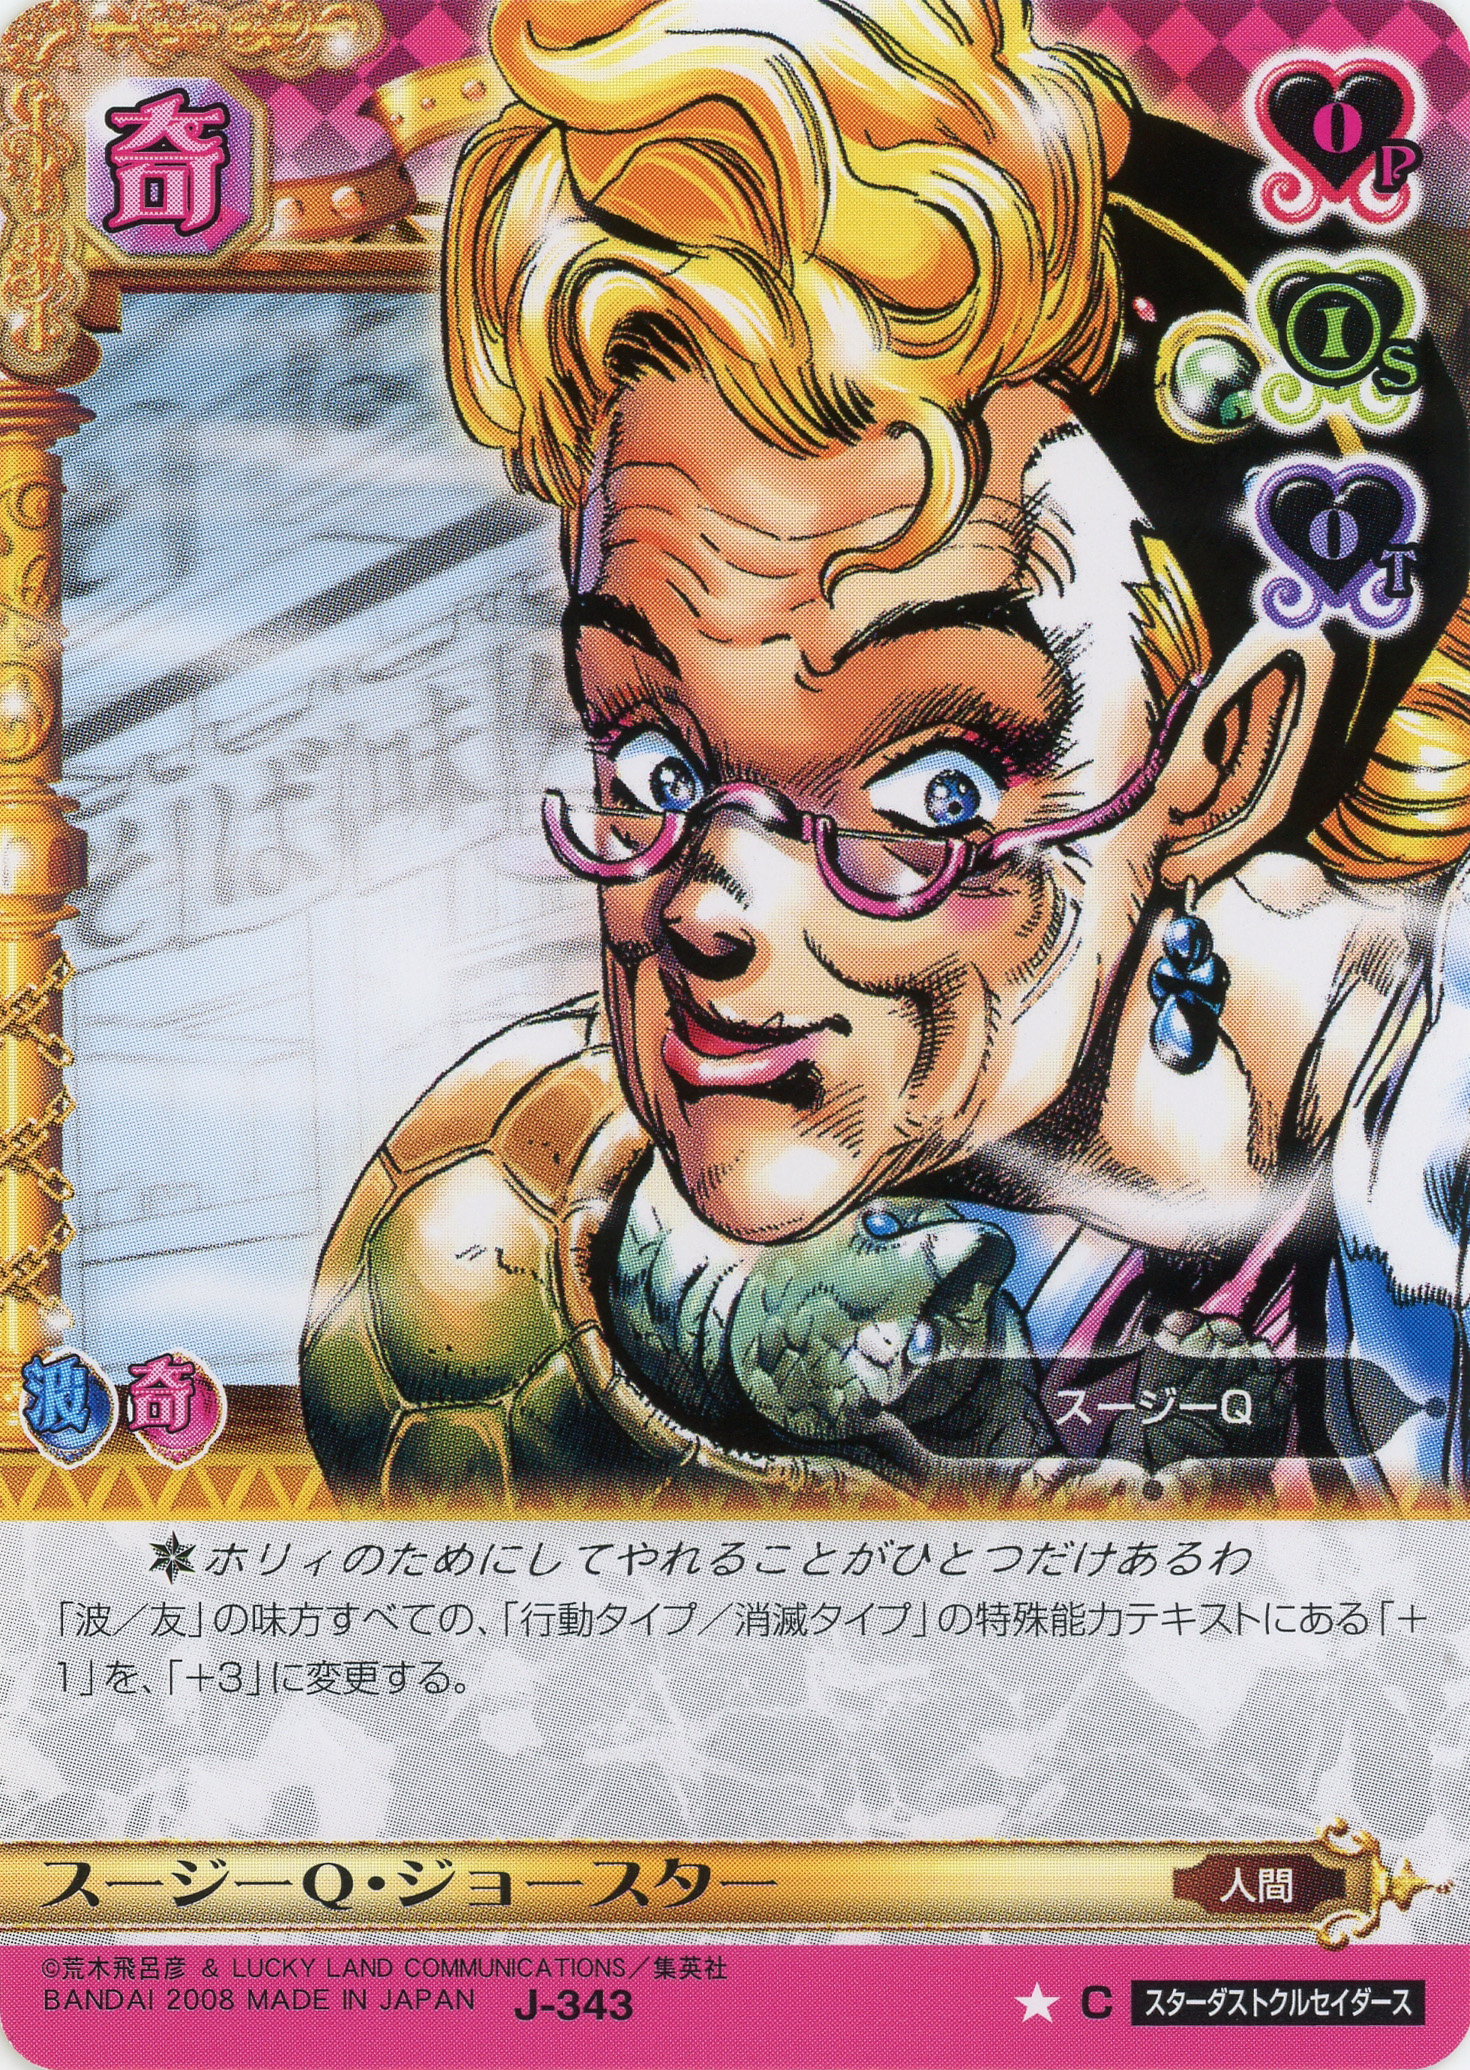 奇
0P
1S
0T
波 奇
スージーQ
ホリィのためにしてやれることがひとつだけあるわ
「波／友」の味方すべての、「行動タイプ／消滅タイプ」の特殊能力テキストにある「＋
1」を、「＋3」に変更する。
スージーQ・ジョースター
人間
©荒木飛呂彦 & LUCKY LAND COMMUNICATIONS／集英社
BANDAI 2008 MADE IN JAPAN J-343
★ C スターダストクルセイダース